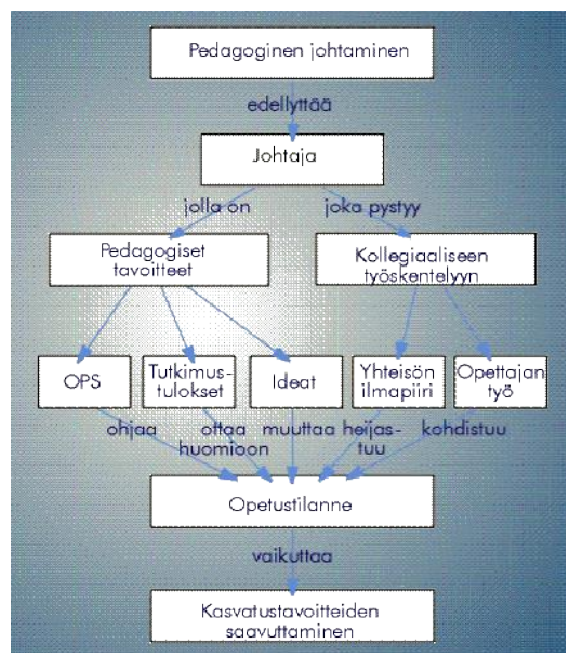 Pedagoginen johtaminen
edellyttää
Johtaja
jolla on
joka pystyy
Pedagogiset
tavoitteet
Kollegiaaliseen
työskentelyyn
OPS
Tutkimus-
tulokset
Ideat
Yhteisön
ilmapiiri
Opettajan
työ
ohjaa
ottaa
huomioon
muuttaa
heijas-
tuu
kohdistuu
Opetustilanne
vaikuttaa
Kasvatustavoitteiden
saavuttaminen